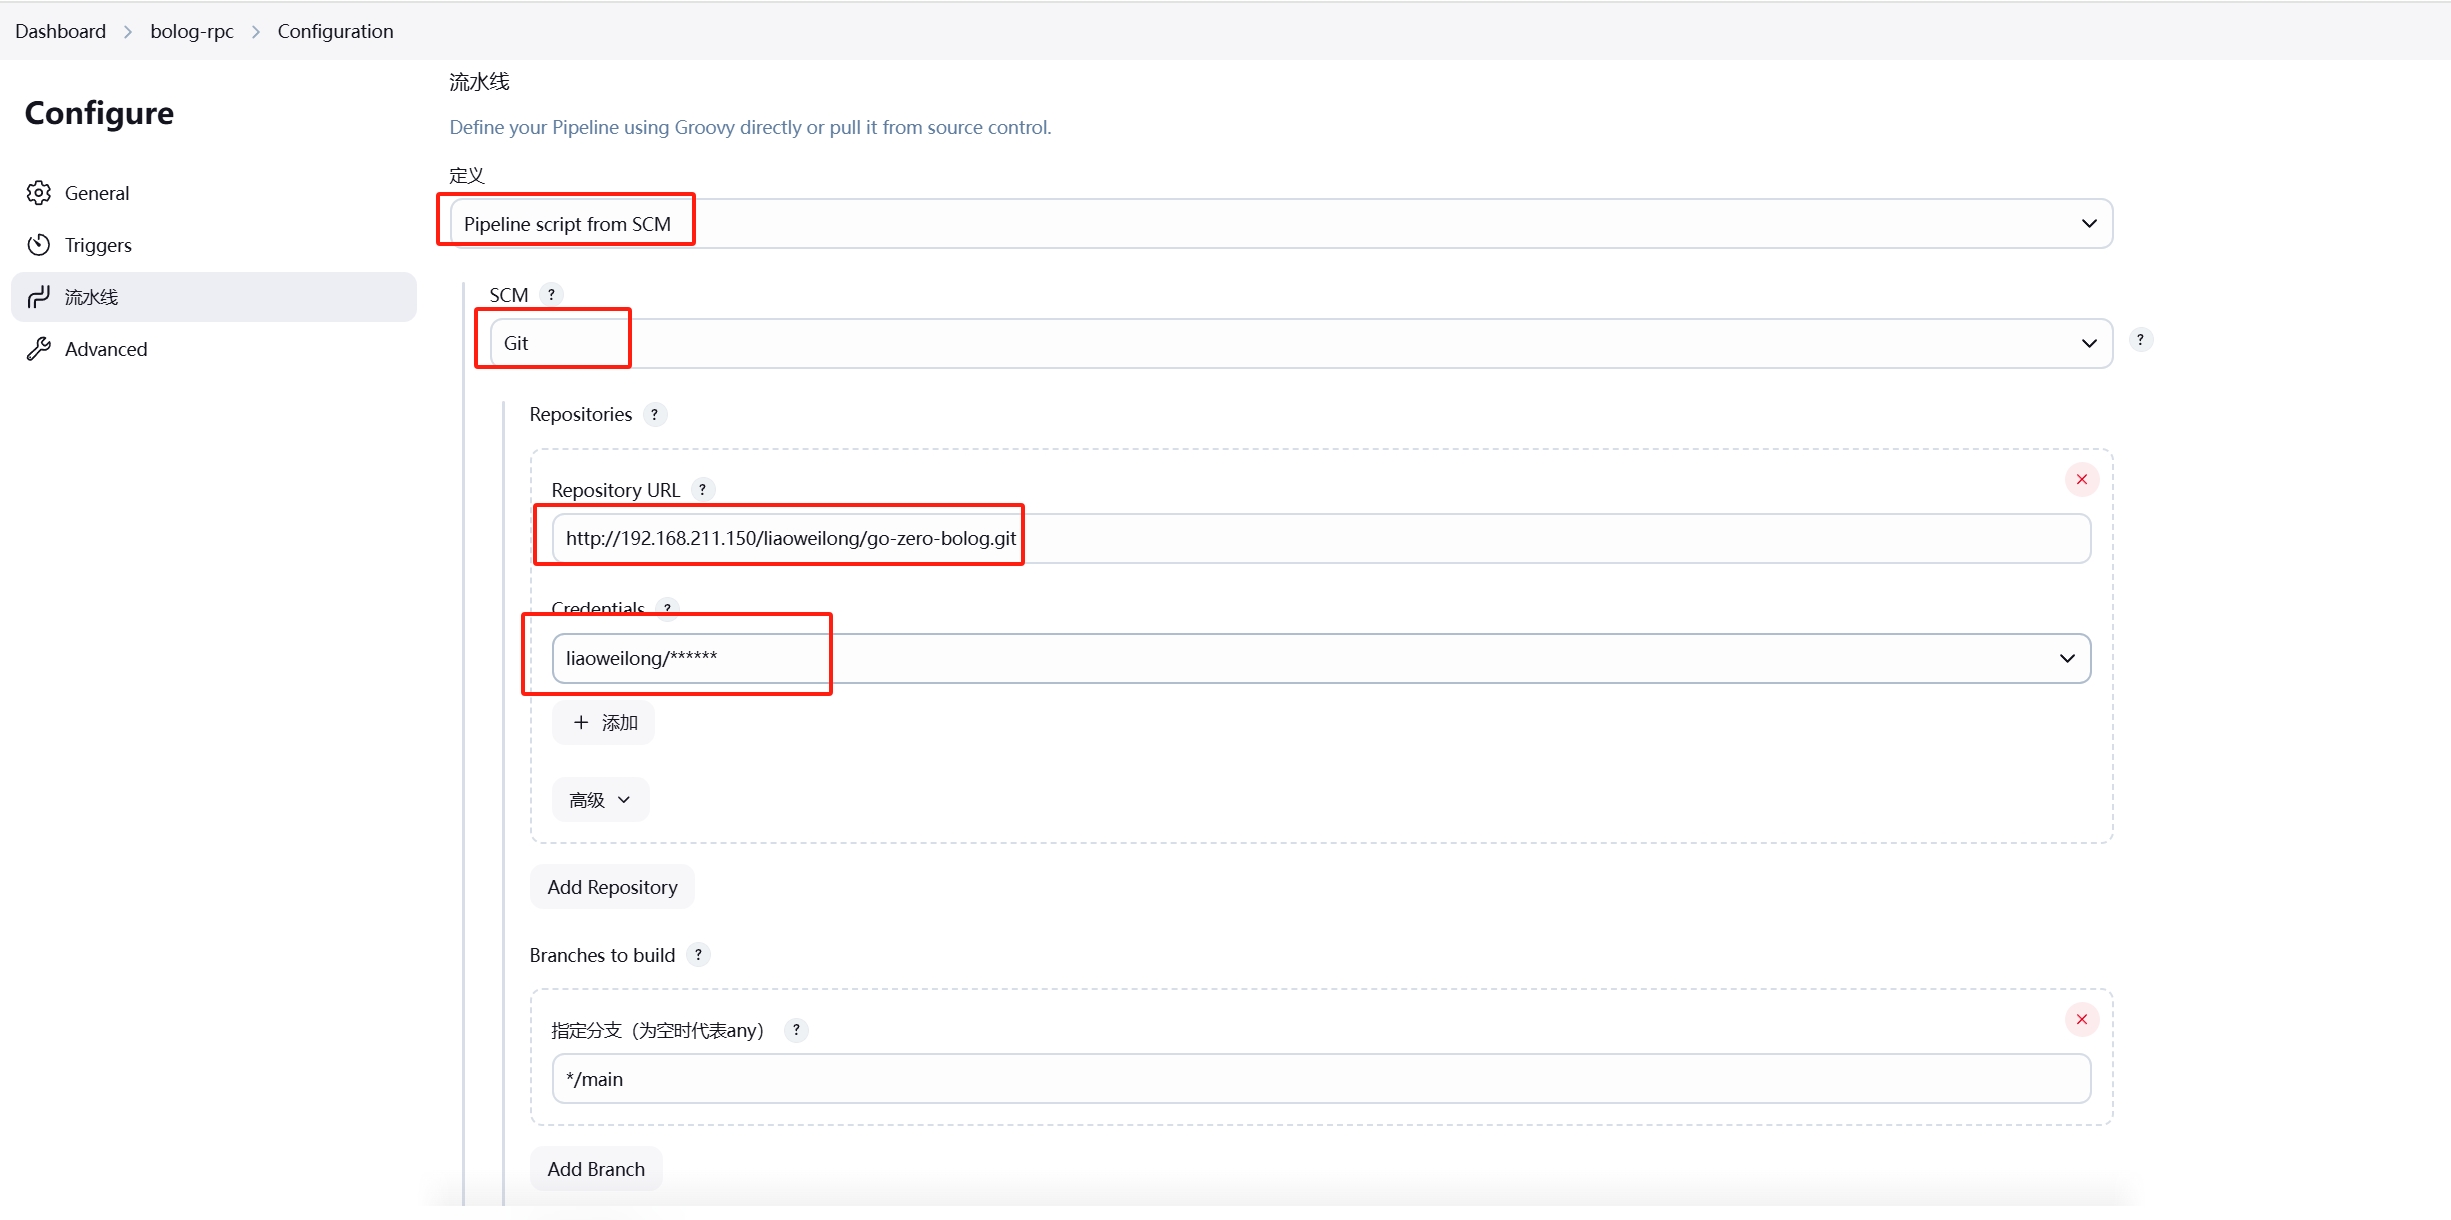 Dashboard > bolog-rpc > Configuration
Configure
General
Triggers
流水线
Advanced
流水线
Define your Pipeline using Groovy directly or pull it from source control.
定义
Pipeline script from SCM
SCM ?
Git
?
Repositories ?
Repository URL ?
http://192.168.211.150/liaoweilong/go-zero-bolog.git
Credentials ?
liaoweilong/******
+ 添加
高级
Add Repository
Branches to build ?
指定分支（为空时代表any） ?
*/main
Add Branch